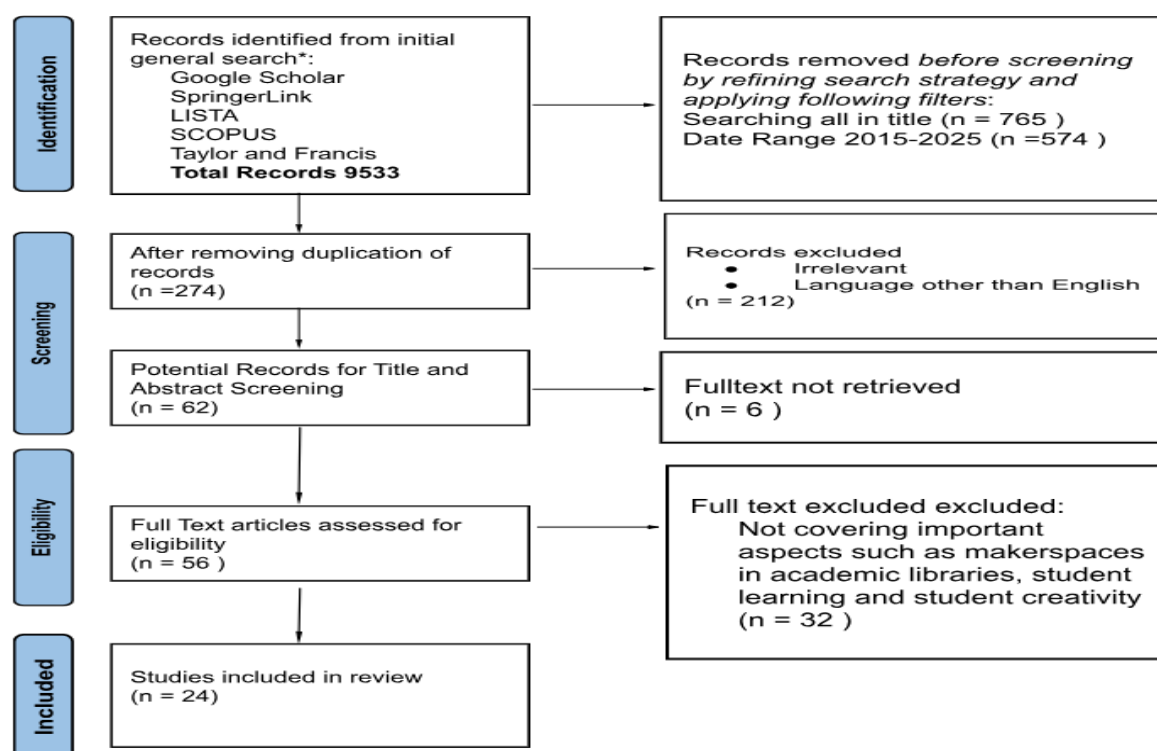 Identification
Records identified from initial
general search*:
Google Scholar
SpringerLink
LISTA
SCOPUS
Taylor and Francis
Total Records 9533
Records removed before screening
by refining search strategy and
applying following filters:
Searching all in title (n = 765 )
Date Range 2015-2025 (n =574 )
Screening
After removing duplication of
records
(n =274)
Records excluded
• Irrelevant
• Language other than English
(n = 212)
Potential Records for Title and
Abstract Screening
(n = 62)
Fulltext not retrieved
(n = 6 )
Eligibility
Full Text articles assessed for
eligibility
(n = 56 )
Full text excluded excluded:
Not covering important
aspects such as makerspaces
in academic libraries, student
learning and student creativity
(n = 32 )
Included
Studies included in review
(n = 24)